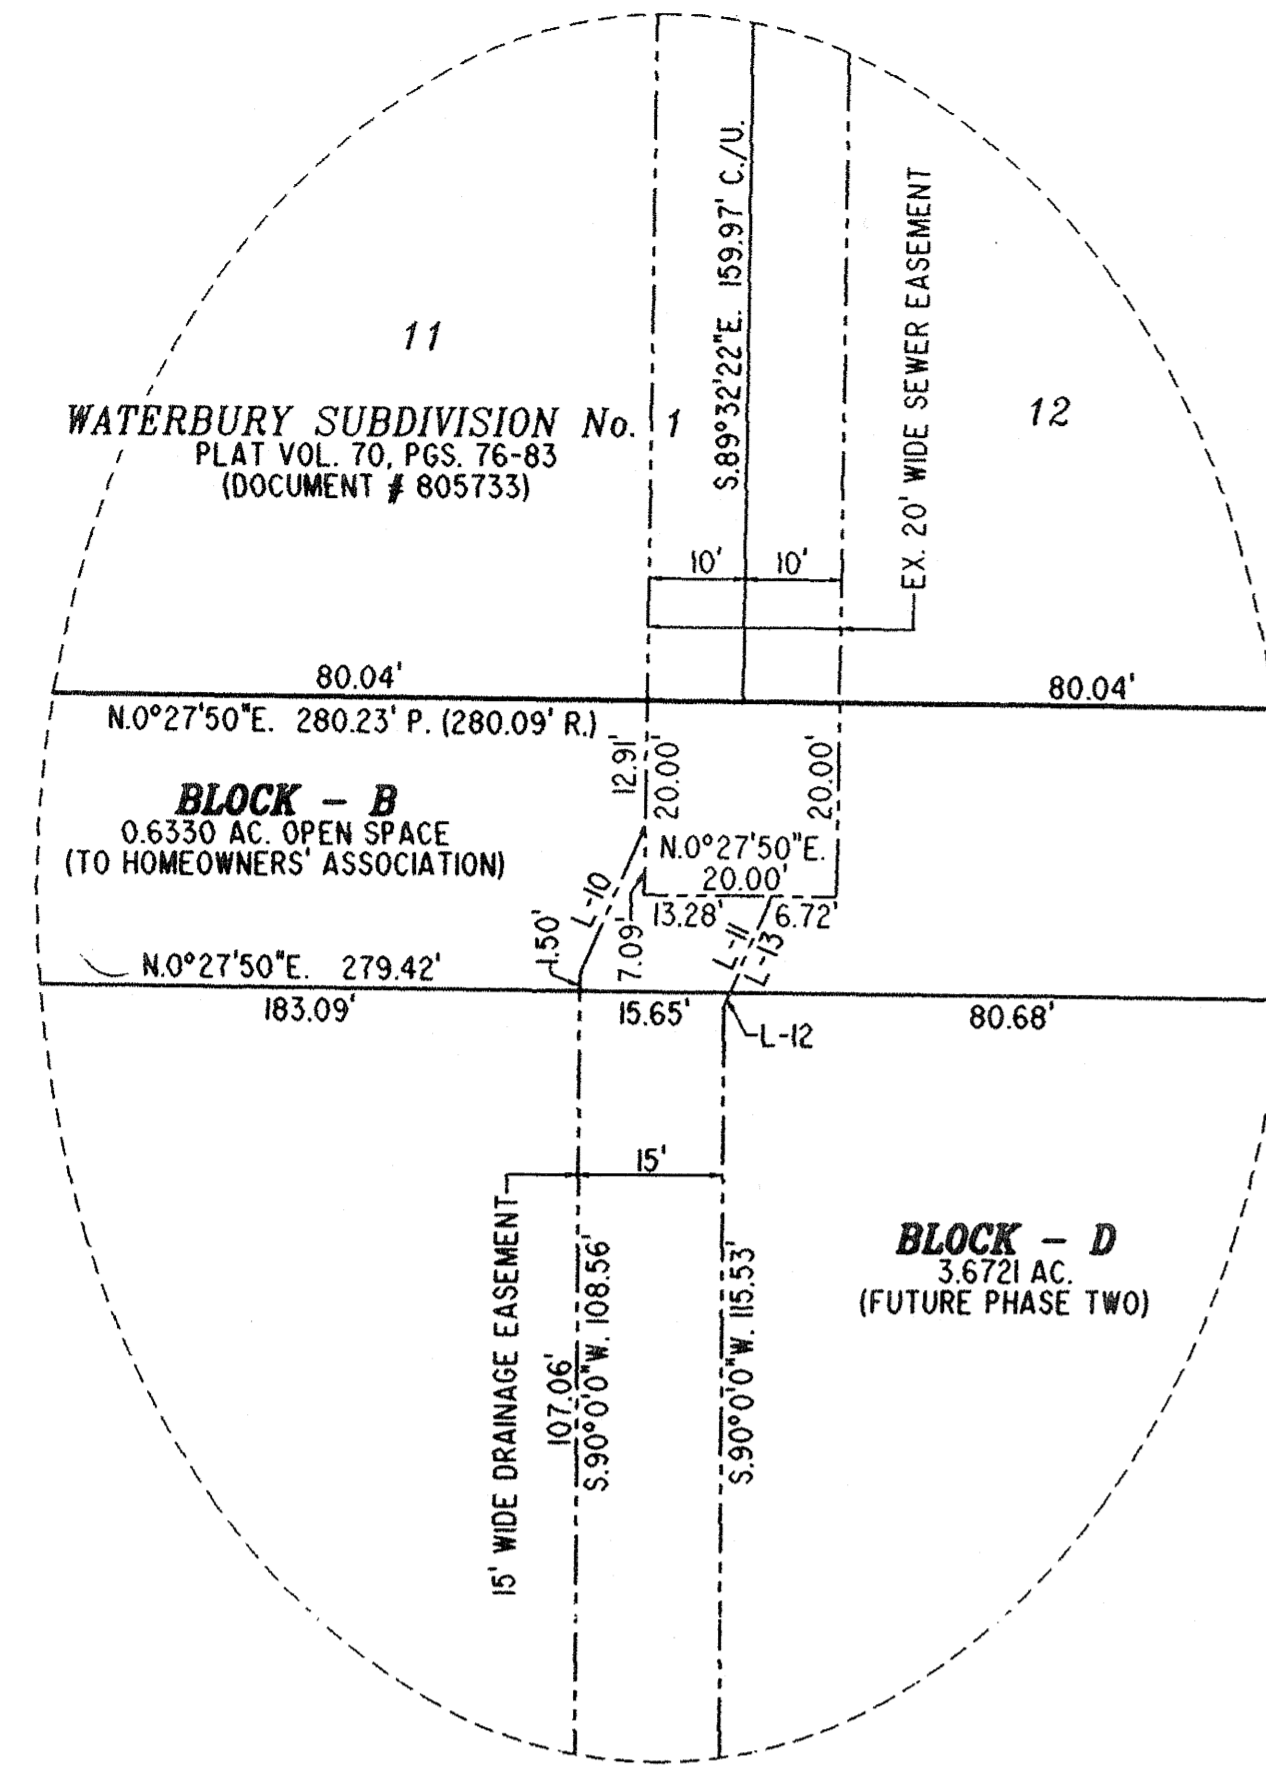 11
WATERBURY SUBDIVISION No. 1
PLAT VOL. 70, PGS. 76-83
(DOCUMENT # 805733)
S.89°32'22"E. 159.97' C./U.
EX. 20' WIDE SEWER EASEMENT
12
10'
10'
80.04'
80.04'
N.0°27'50"E. 280.23' P. (280.09' R.)
12.91'
20.00'
20.00'
BLOCK - B
0.6330 AC. OPEN SPACE
(TO HOMEOWNERS' ASSOCIATION)
N.0°27'50"E.
20.00'
L-10
13.28'
6.72'
1.50'
7.09'
L-11
L-13
N.0°27'50"E. 279.42'
183.09'
15.65'
80.68'
L-12
15'
15' WIDE DRAINAGE EASEMENT
107.06'
S.90°0'0"W. 108.56'
S.90°0'0"W. 115.53'
BLOCK - D
3.6721 AC.
(FUTURE PHASE TWO)